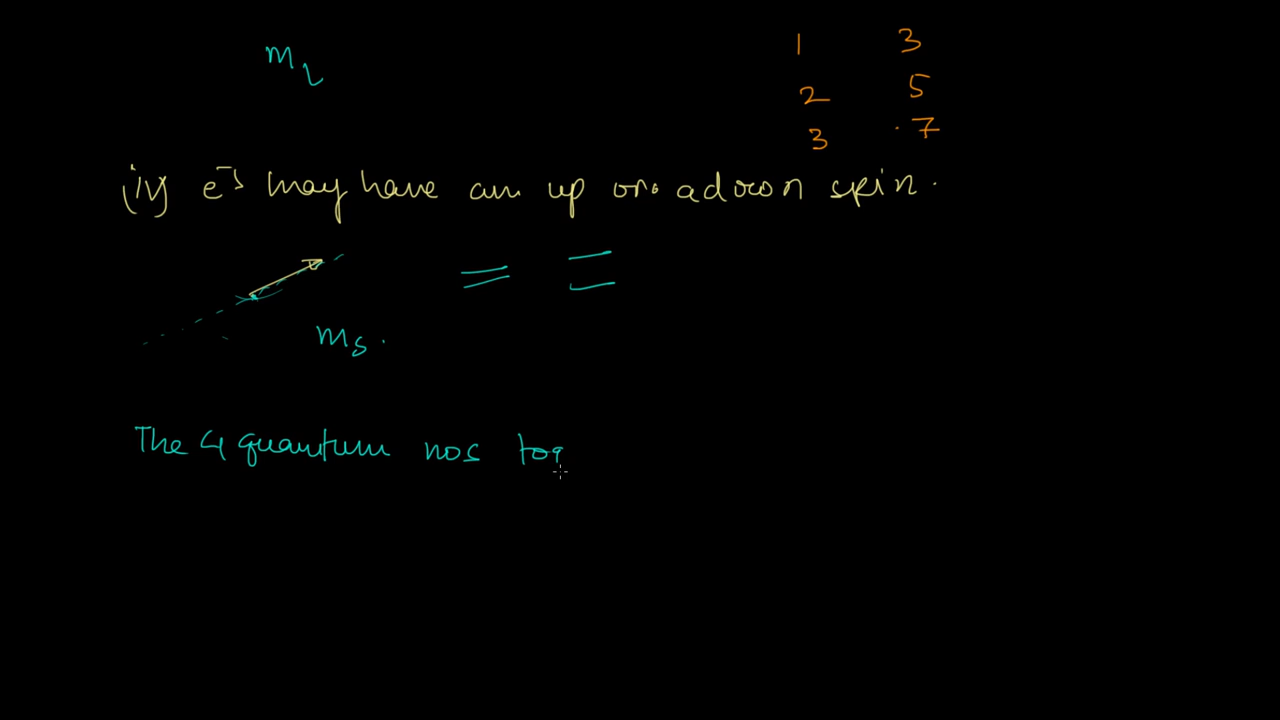 1 3
m_l
2 5
3 7
(iv) e⁻s may have an up or a down spin.
m_s.
The 4 quantum nos tog